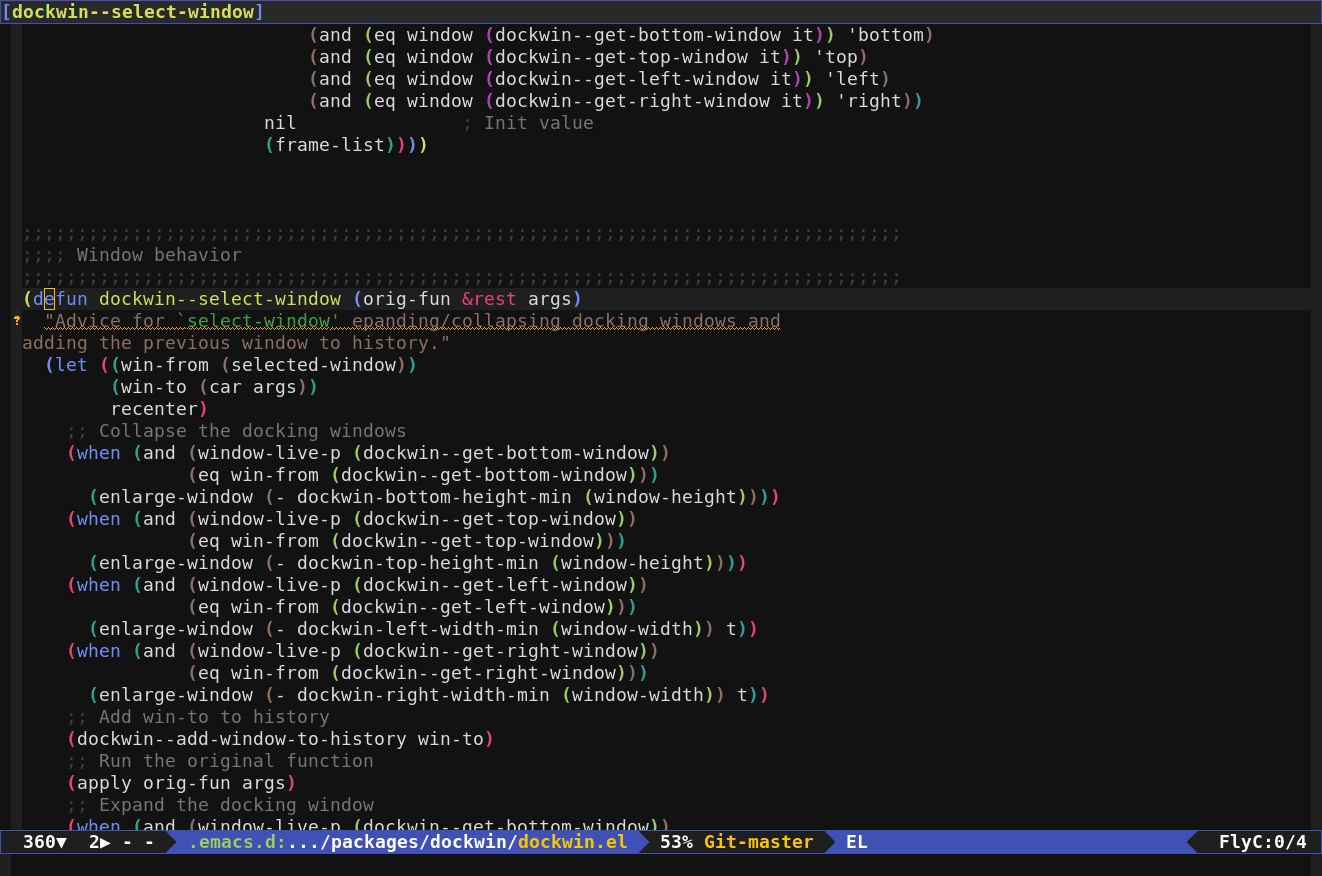 [dockwin--select-window]
(and (eq window (dockwin--get-bottom-window it)) 'bottom)
(and (eq window (dockwin--get-top-window it)) 'top)
(and (eq window (dockwin--get-left-window it)) 'left)
(and (eq window (dockwin--get-right-window it)) 'right))
nil ; Init value
(frame-list))))
;;;;;;;;;;;;;;;;;;;;;;;;;;;;;;;;;;;;;;;;;;;;;;;;;;;;;;;;;;;;;;;;;;;;;;;;;;;;;;;;
;;;; Window behavior
;;;;;;;;;;;;;;;;;;;;;;;;;;;;;;;;;;;;;;;;;;;;;;;;;;;;;;;;;;;;;;;;;;;;;;;;;;;;;;;;
(defun dockwin--select-window (orig-fun &rest args)
? "Advice for `select-window' epanding/collapsing docking windows and
adding the previous window to history."
(let ((win-from (selected-window))
(win-to (car args))
recenter)
;; Collapse the docking windows
(when (and (window-live-p (dockwin--get-bottom-window))
(eq win-from (dockwin--get-bottom-window)))
(enlarge-window (- dockwin-bottom-height-min (window-height))))
(when (and (window-live-p (dockwin--get-top-window))
(eq win-from (dockwin--get-top-window)))
(enlarge-window (- dockwin-top-height-min (window-height))))
(when (and (window-live-p (dockwin--get-left-window))
(eq win-from (dockwin--get-left-window)))
(enlarge-window (- dockwin-left-width-min (window-width)) t))
(when (and (window-live-p (dockwin--get-right-window))
(eq win-from (dockwin--get-right-window)))
(enlarge-window (- dockwin-right-width-min (window-width)) t))
;; Add win-to to history
(dockwin--add-window-to-history win-to)
;; Run the original function
(apply orig-fun args)
;; Expand the docking window
(when (and (window-live-p (dockwin--get-bottom-window))
360▼ 2▶ - - .emacs.d:.../packages/dockwin/dockwin.el 53% Git-master EL FlyC:0/4